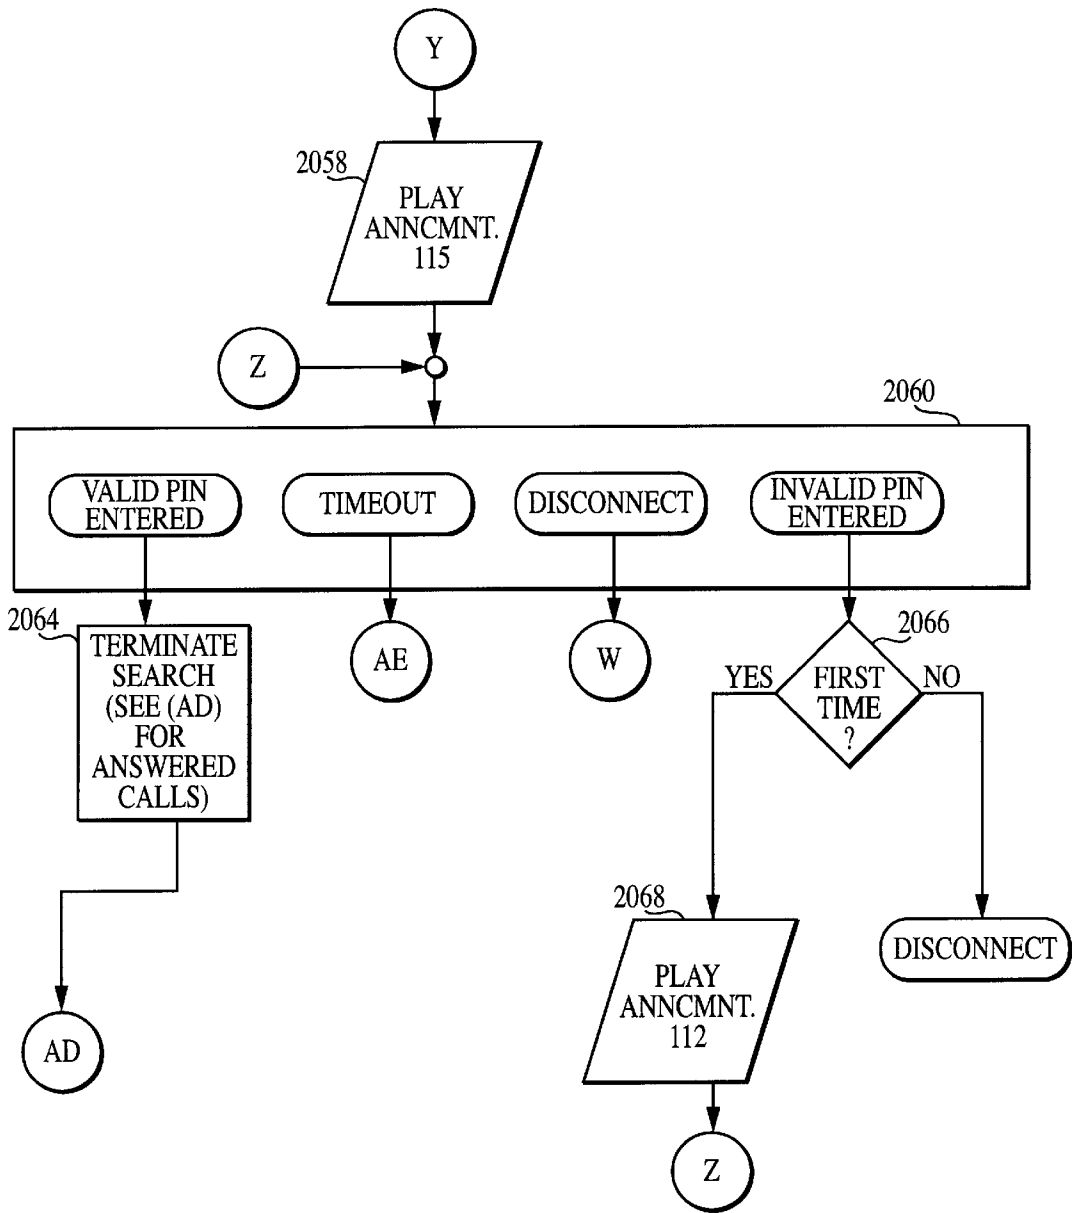 Y
2058
PLAY
ANNCMNT.
115
Z
2060
VALID PIN
ENTERED
TIMEOUT
DISCONNECT
INVALID PIN
ENTERED
2064
TERMINATE
SEARCH
(SEE (AD)
FOR
ANSWERED
CALLS)
AE
W
2066
YES
FIRST
TIME
?
NO
2068
PLAY
ANNCMNT.
112
DISCONNECT
AD
Z